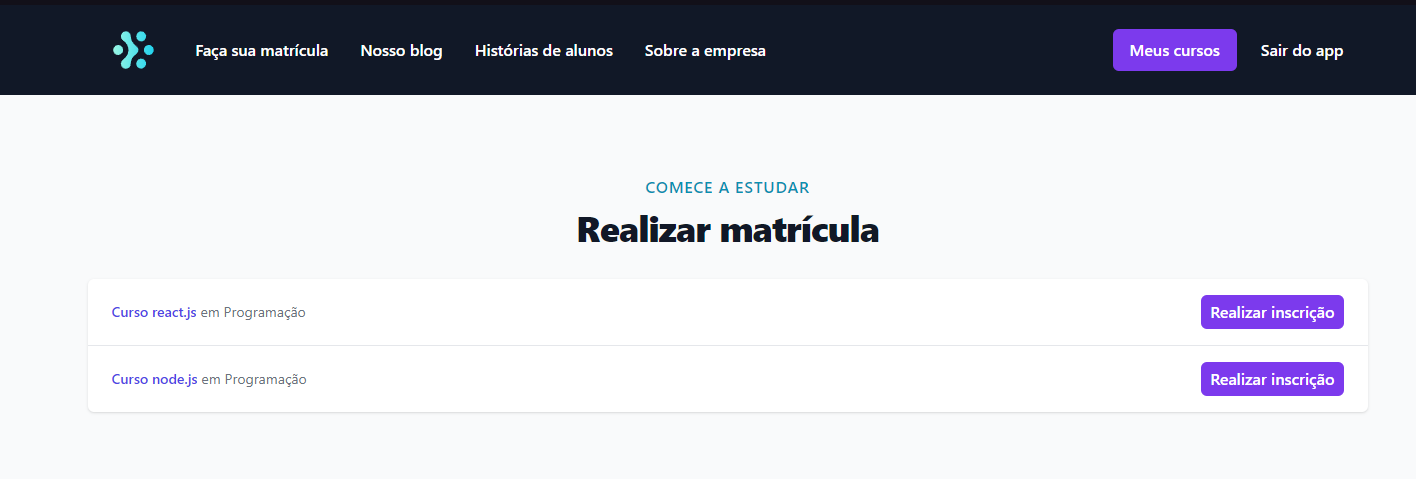 Faça sua matrícula Nosso blog Histórias de alunos Sobre a empresa Meus cursos Sair do app
COMECE A ESTUDAR
Realizar matrícula
Curso react.js em Programação Realizar inscrição
Curso node.js em Programação Realizar inscrição